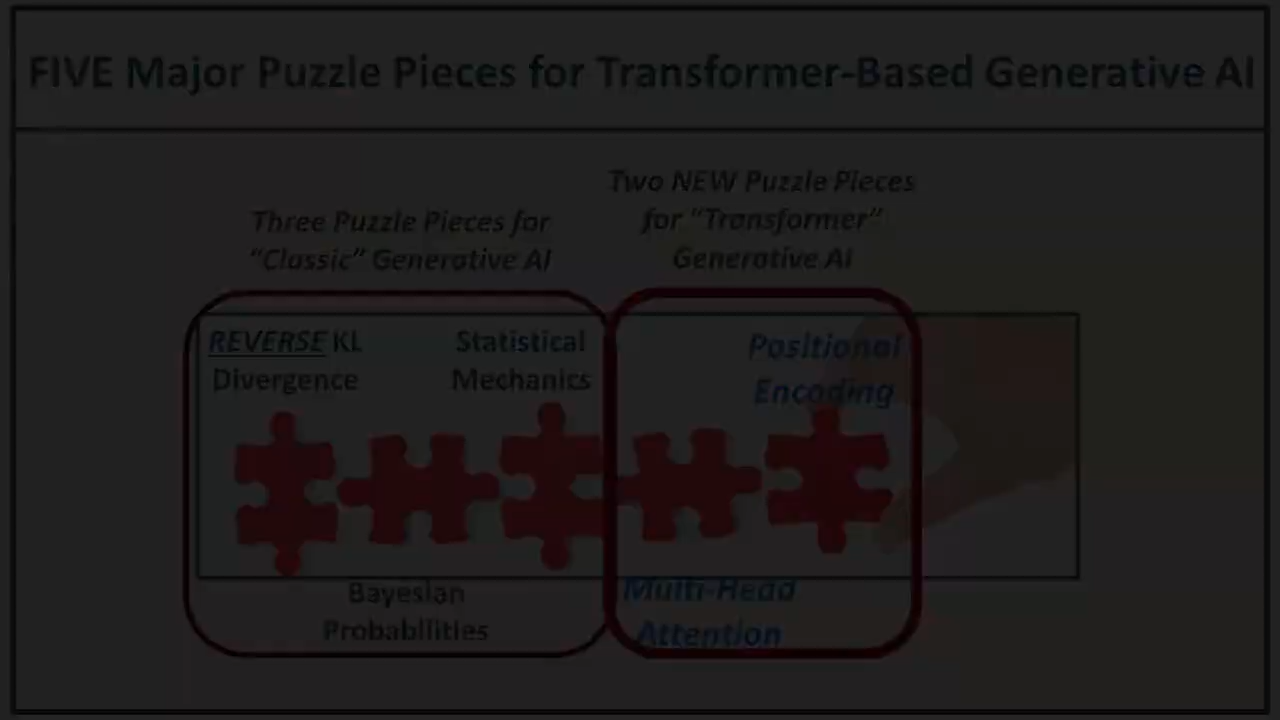 FIVE Major Puzzle Pieces for Transformer-Based Generative AI
Three Puzzle Pieces for
“Classic” Generative AI
Two NEW Puzzle Pieces
for “Transformer”
Generative AI
REVERSE KL
Divergence
Statistical
Mechanics
Positional
Encoding
Bayesian
Probabilities
Multi-Head
Attention